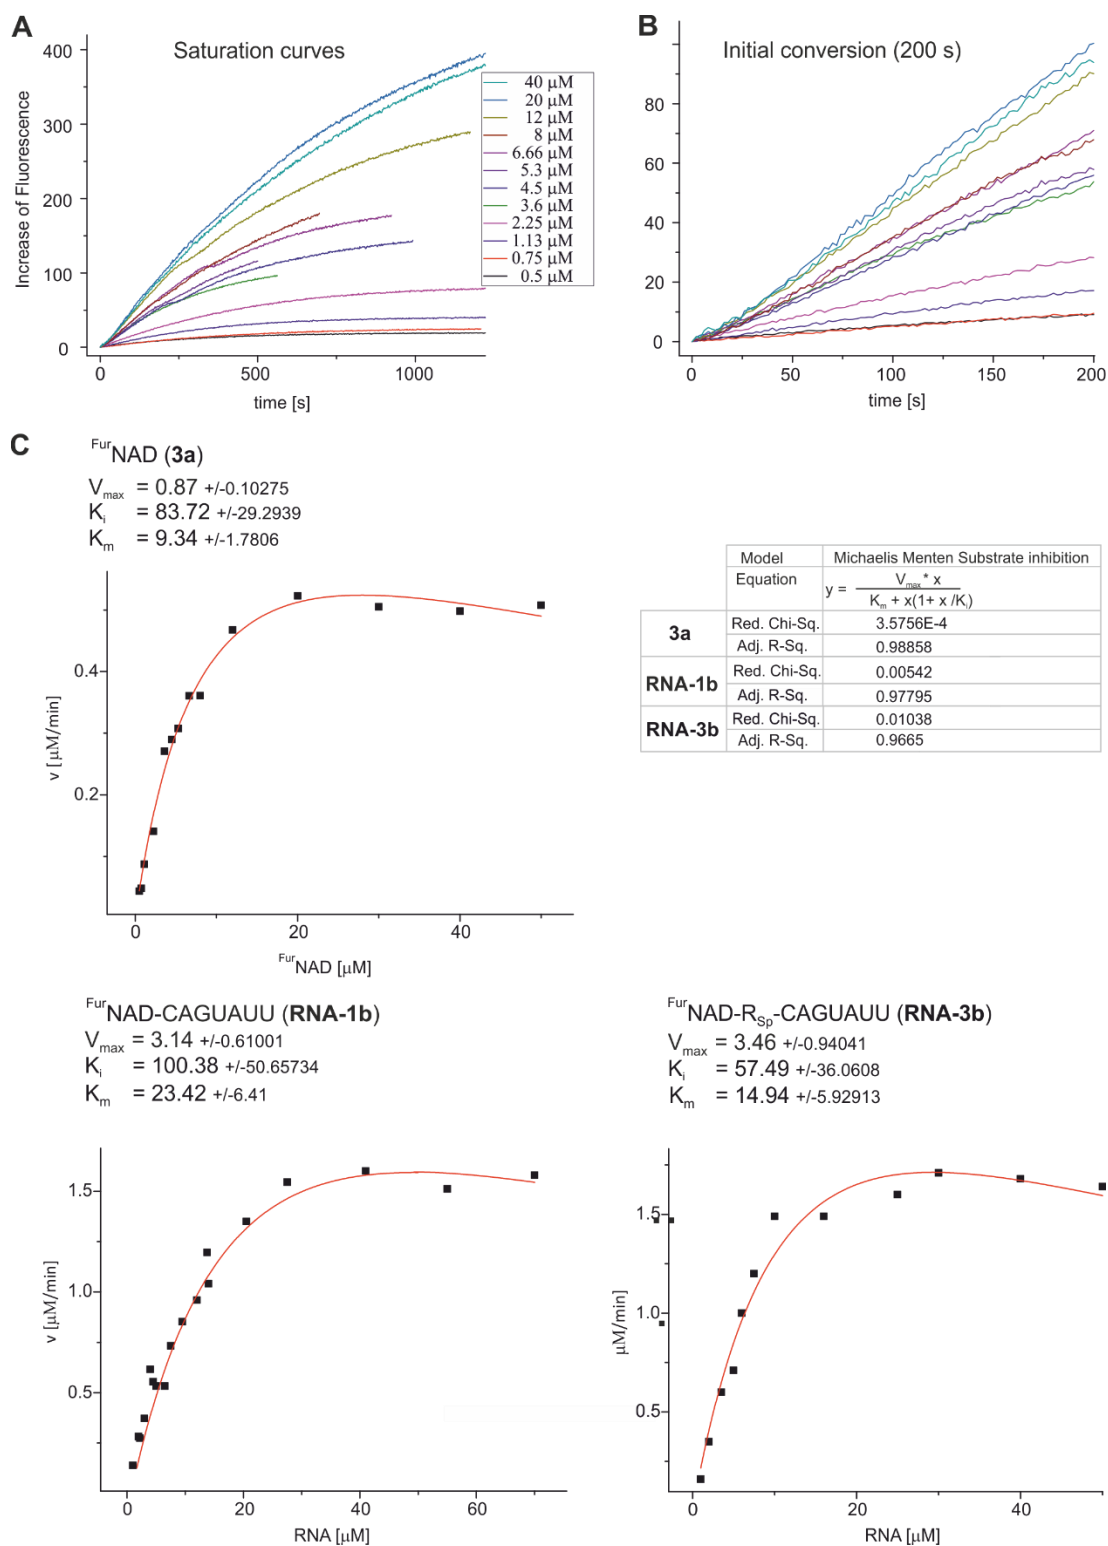 A
Saturation curves
400
300
200
100
0
Increase of Fluorescence
0
500
1000
time [s]
40 μM
20 μM
12 μM
8 μM
6.66 μM
5.3 μM
4.5 μM
3.6 μM
2.25 μM
1.13 μM
0.75 μM
0.5 μM
B
Initial conversion (200 s)
80
60
40
20
0
0
50
100
150
200
time [s]
C
FurNAD (3a)
Vmax = 0.87 +/-0.10275
Ki = 83.72 +/-29.2939
Km = 9.34 +/-1.7806
0.4
0.2
v [μM/min]
0
20
40
FurNAD [μM]
Model Michaelis Menten Substrate inhibition
Equation y = Vmax * x / Km + x(1+ x /Ki)
3a Red. Chi-Sq. 3.5756E-4
Adj. R-Sq. 0.98858
RNA-1b Red. Chi-Sq. 0.00542
Adj. R-Sq. 0.97795
RNA-3b Red. Chi-Sq. 0.01038
Adj. R-Sq. 0.9665
FurNAD-CAGUAUU (RNA-1b)
Vmax = 3.14 +/-0.61001
Ki = 100.38 +/-50.65734
Km = 23.42 +/-6.41
1.5
1.0
0.5
v [μM/min]
0
20
40
60
RNA [μM]
FurNAD-RSp-CAGUAUU (RNA-3b)
Vmax = 3.46 +/-0.94041
Ki = 57.49 +/-36.0608
Km = 14.94 +/-5.92913
1.5
1.0
0.5
μM/min]
0
20
40
RNA [μM]